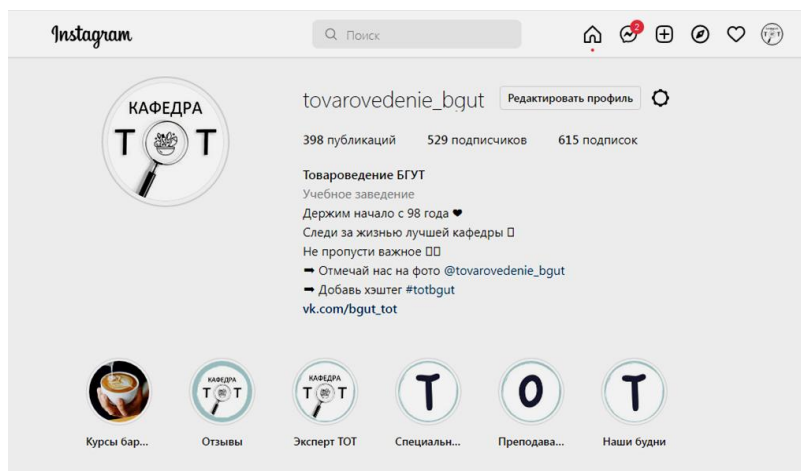 Instagram
Поиск
2
КАФЕДРА
Т Т
tovarovedenie_bgut Редактировать профиль
398 публикаций 529 подписчиков 615 подписок
Товароведение БГУТ
Учебное заведение
Держим начало с 98 года ❤
Следи за жизнью лучшей кафедры
Не пропусти важное
➡ Отмечай нас на фото @tovarovedenie_bgut
➡ Добавь хэштег #totbgut
vk.com/bgut_tot
КАФЕДРА
Т Т
КАФЕДРА
Т Т
Т
О
Т
Курсы бар... Отзывы Эксперт ТОТ Специальн... Преподава... Наши будни